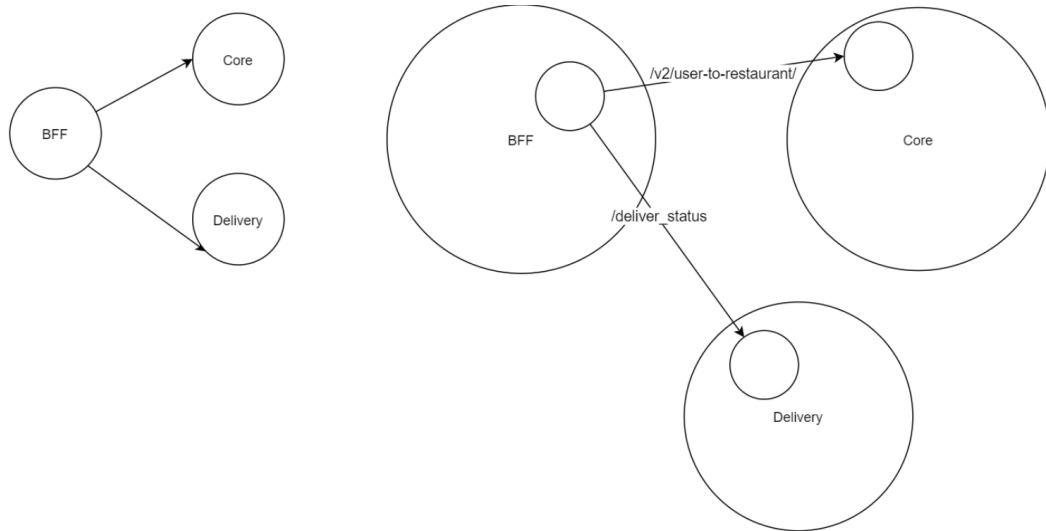 Core
BFF
Delivery
/v2/user-to-restaurant/
BFF
Core
/deliver_status
Delivery